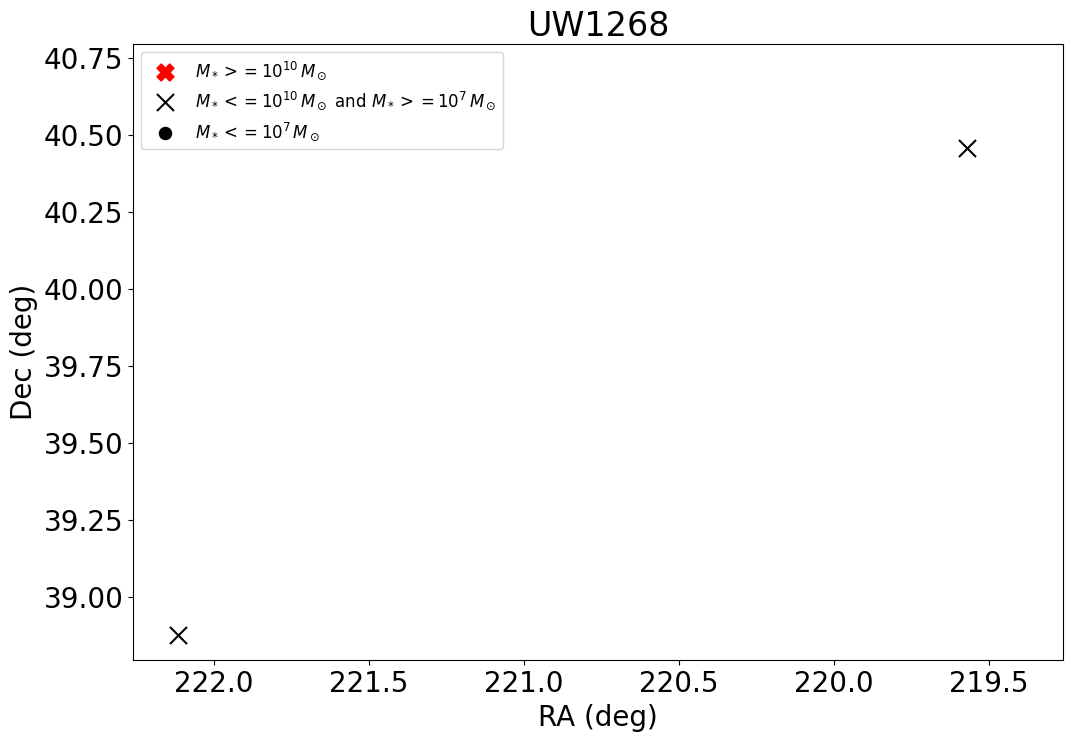 UW1268
40.75
40.50
40.25
40.00
39.75
39.50
39.25
39.00
Dec (deg)
M* >= 10^10 M⊙
M* <= 10^10 M⊙ and M* >= 10^7 M⊙
M* <= 10^7 M⊙
222.0 221.5 221.0 220.5 220.0 219.5
RA (deg)